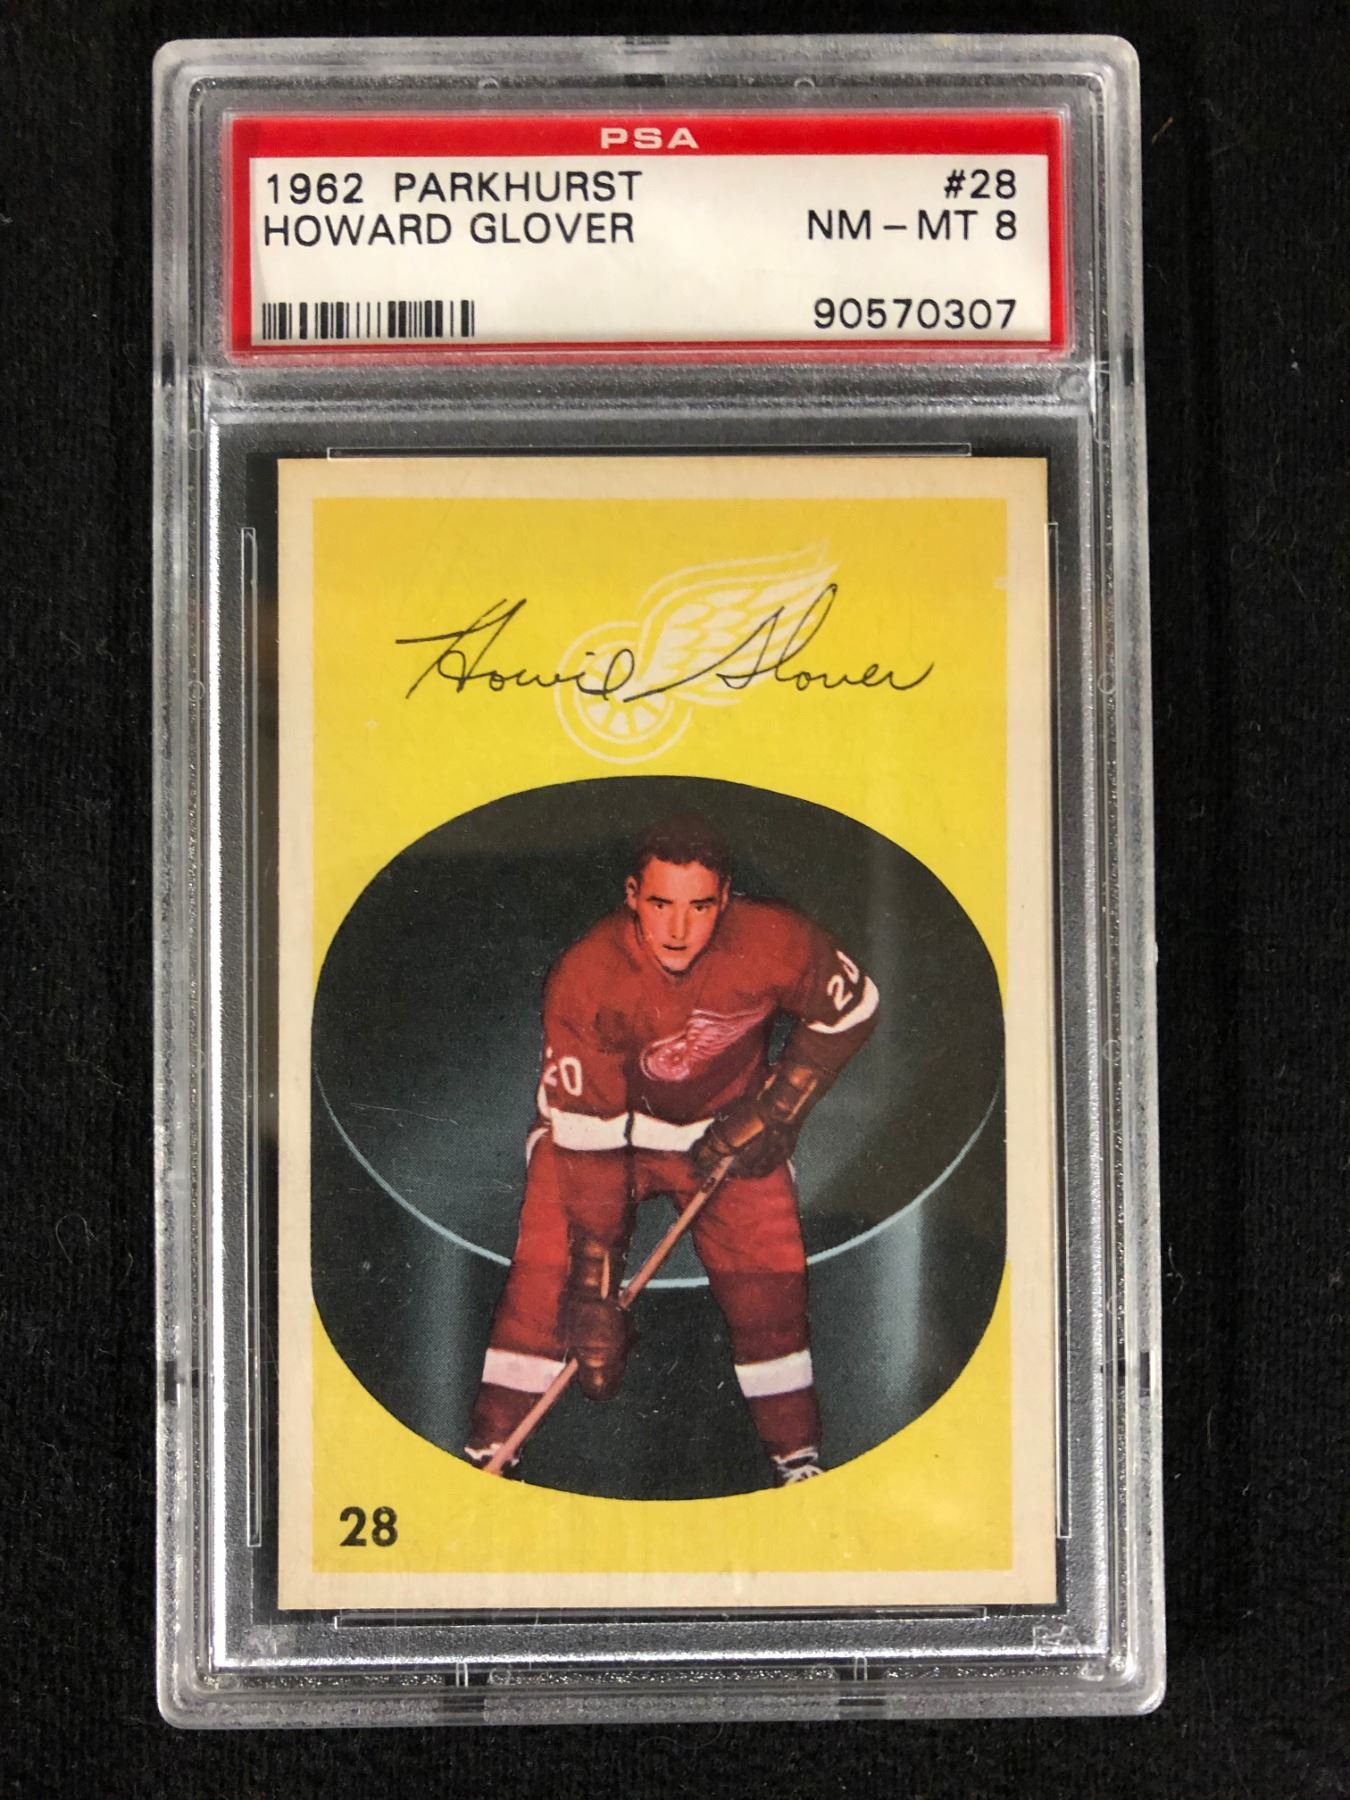 PSA
1962 PARKHURST #28
HOWARD GLOVER NM-MT 8
90570307
Howie Glover
20
20
28